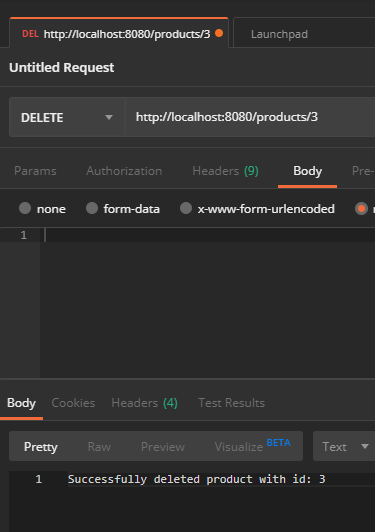 DEL http://localhost:8080/products/3 Launchpad
Untitled Request
DELETE http://localhost:8080/products/3
Params Authorization Headers (9) Body Pre-
none form-data x-www-form-urlencoded
1
Body Cookies Headers (4) Test Results
Pretty Raw Preview Visualize BETA Text
1 Successfully deleted product with id: 3